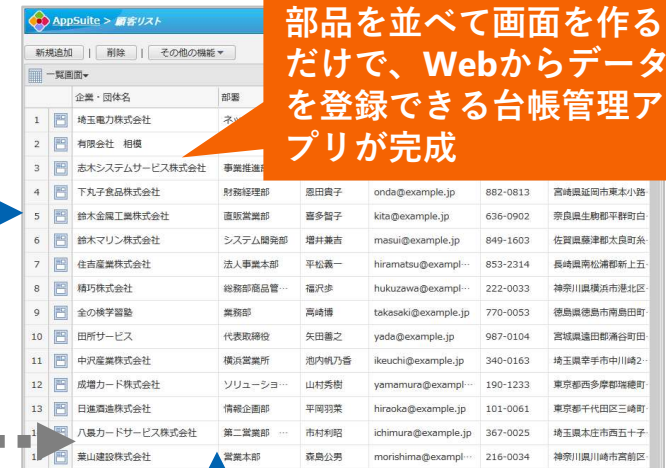 AppSuite > 顧客リスト
部品を並べて画面を作る
だけで、Webからデータ
を登録できる台帳管理ア
プリが完成
新規追加 | 削除 | その他の機能▼
一覧画面▾
企業・団体名 部署
1 埼玉電力株式会社 ネッ
2 有限会社 相模
3 志木システムサービス株式会社 事業推進
4 下丸子食品株式会社 財務経理部 恩田貴子 onda@example.jp 882-0813 宮崎県延岡市東本小路
5 鈴木金属工業株式会社 直販営業部 喜多智子 kita@example.jp 636-0902 奈良県生駒郡平群町白
6 鈴木マリン株式会社 システム開発部 増井兼吉 masui@example.jp 849-1603 佐賀県藤津郡太良町糸
7 住吉産業株式会社 法人事業本部 平松義一 hiramatsu@exampl… 853-2314 長崎県南松浦郡新上五
8 精巧株式会社 総務部商品管… 福沢歩 hukuzawa@exampl… 222-0033 神奈川県横浜市港北区
9 全の検学習塾 業務部 高崎博 takasaki@example.jp 770-0053 徳島県徳島市南島田町
10 田所サービス 代表取締役 矢田善之 yada@example.jp 987-0104 宮城県遠田郡涌谷町田
11 中沢産業株式会社 横浜営業所 池内帆乃香 ikeuchi@example.jp 340-0163 埼玉県幸手市中川崎2…
12 成増カード株式会社 ソリューショ… 山村秀樹 yamamura@exampl… 190-1233 東京都西多摩郡瑞穂町
13 日進酒造株式会社 情報企画部 平岡羽菜 hiraoka@example.jp 101-0061 東京都千代田区三崎町
1 八曇カードサービス株式会社 第二営業部 … 市村利昭 ichimura@example.jp 367-0025 埼玉県本庄市西五十子
葉山建設株式会社 営業本部 森島公男 morishima@exampl… 216-0034 神奈川県川崎市宮前区